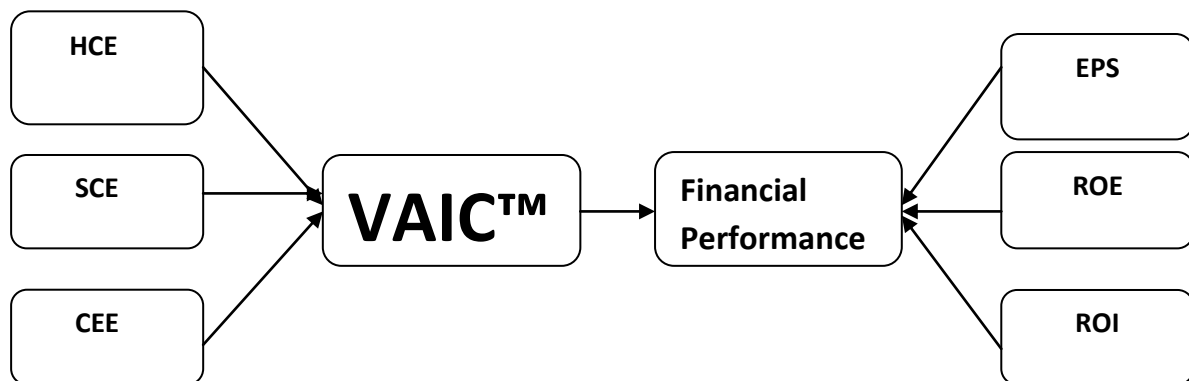 HCE
SCE
CEE
VAIC™
Financial
Performance
EPS
ROE
ROI